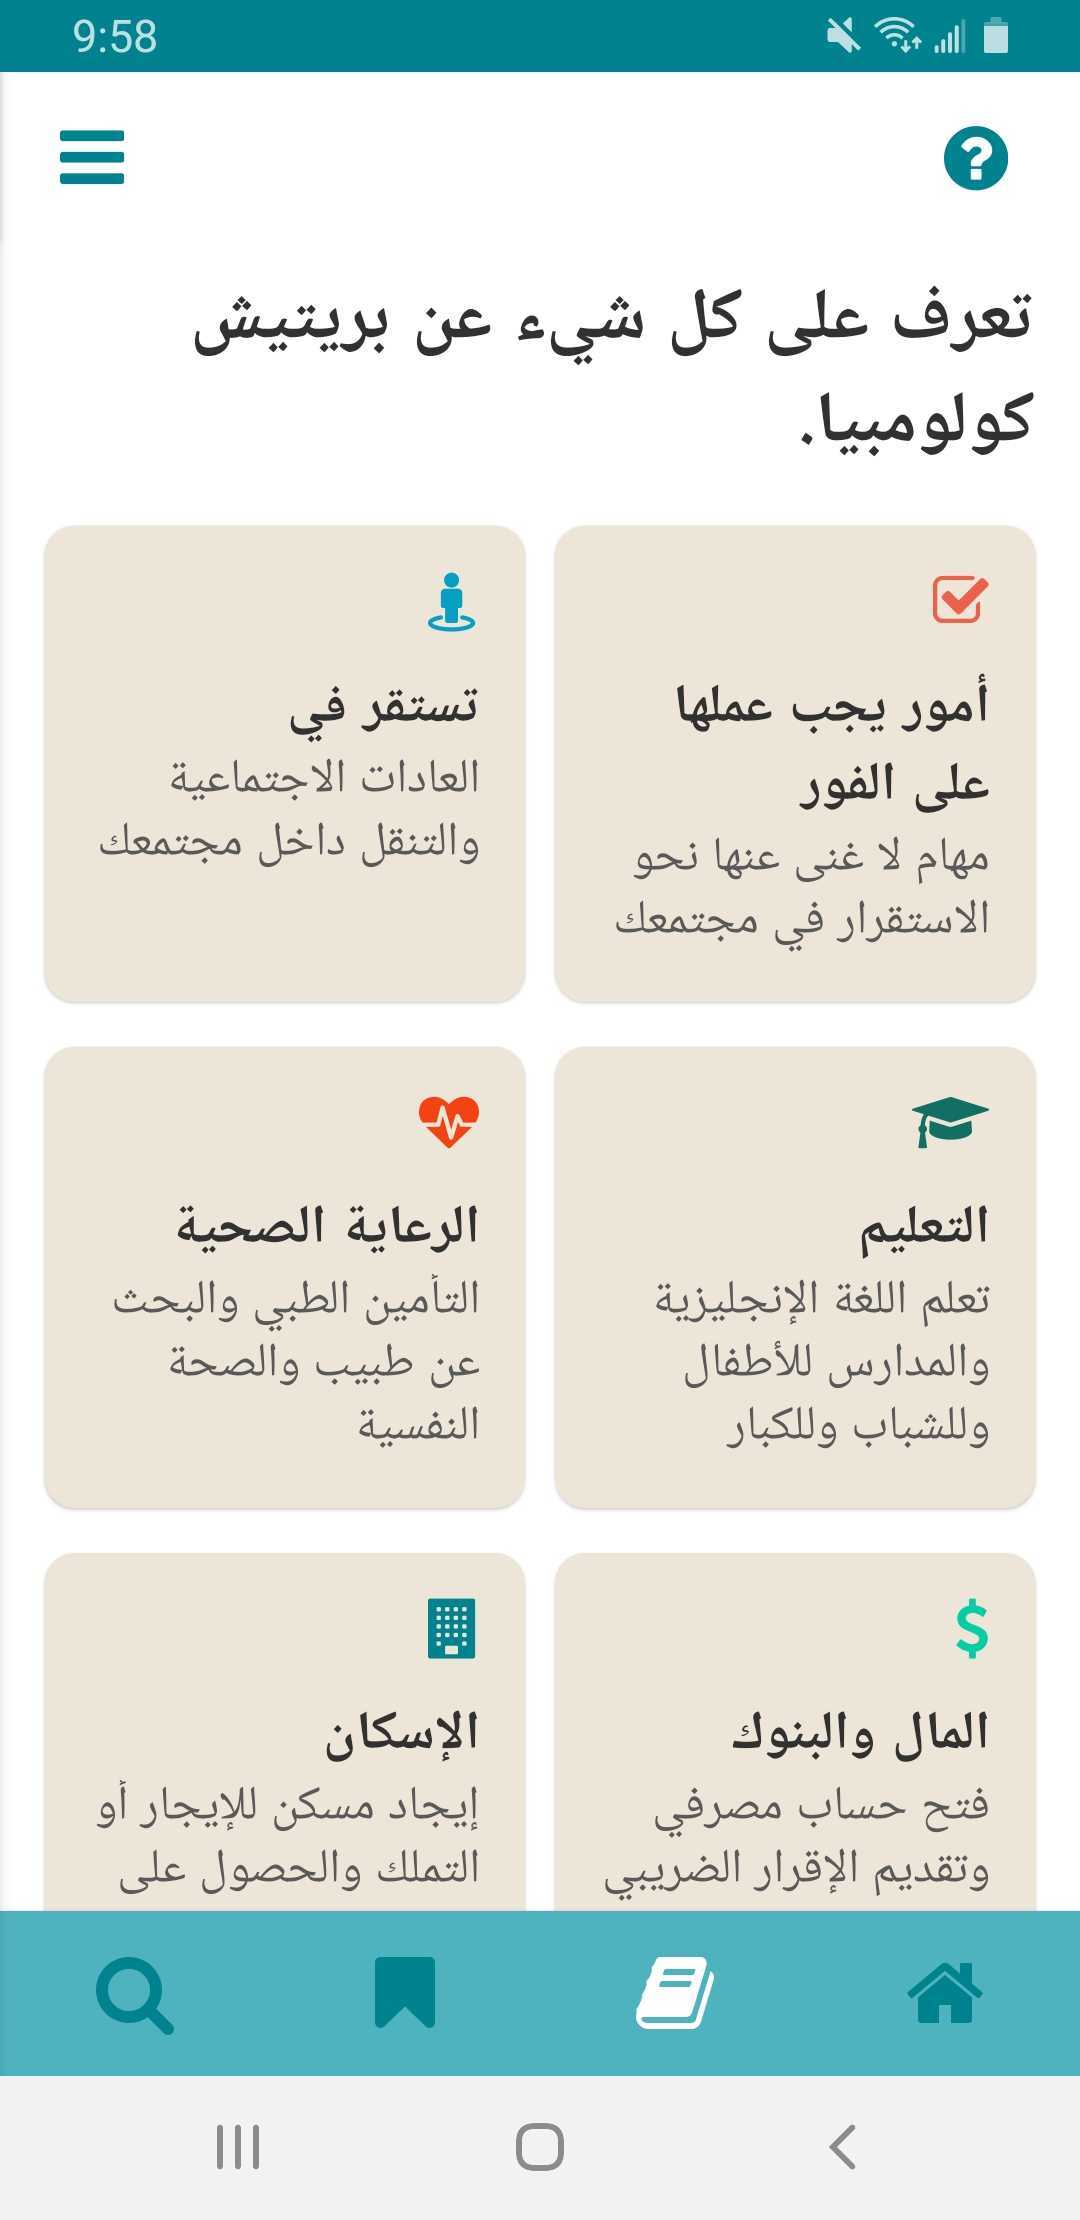 9:58
تعرف على كل شيء عن بريتيش
كولومبيا.
أمور يجب عملها
على الفور
مهام لا غنى عنها نحو
الاستقرار في مجتمعك
تستقر في
العادات الاجتماعية
والتنقل داخل مجتمعك
التعليم
تعلم اللغة الإنجليزية
والمدارس للأطفال
وللشباب وللكبار
الرعاية الصحية
التأمين الطبي والبحث
عن طبيب والصحة
النفسية
المال والبنوك
فتح حساب مصرفي
وتقديم الإقرار الضريبي
الإسكان
إيجاد مسكن للإيجار أو
التملك والحصول على